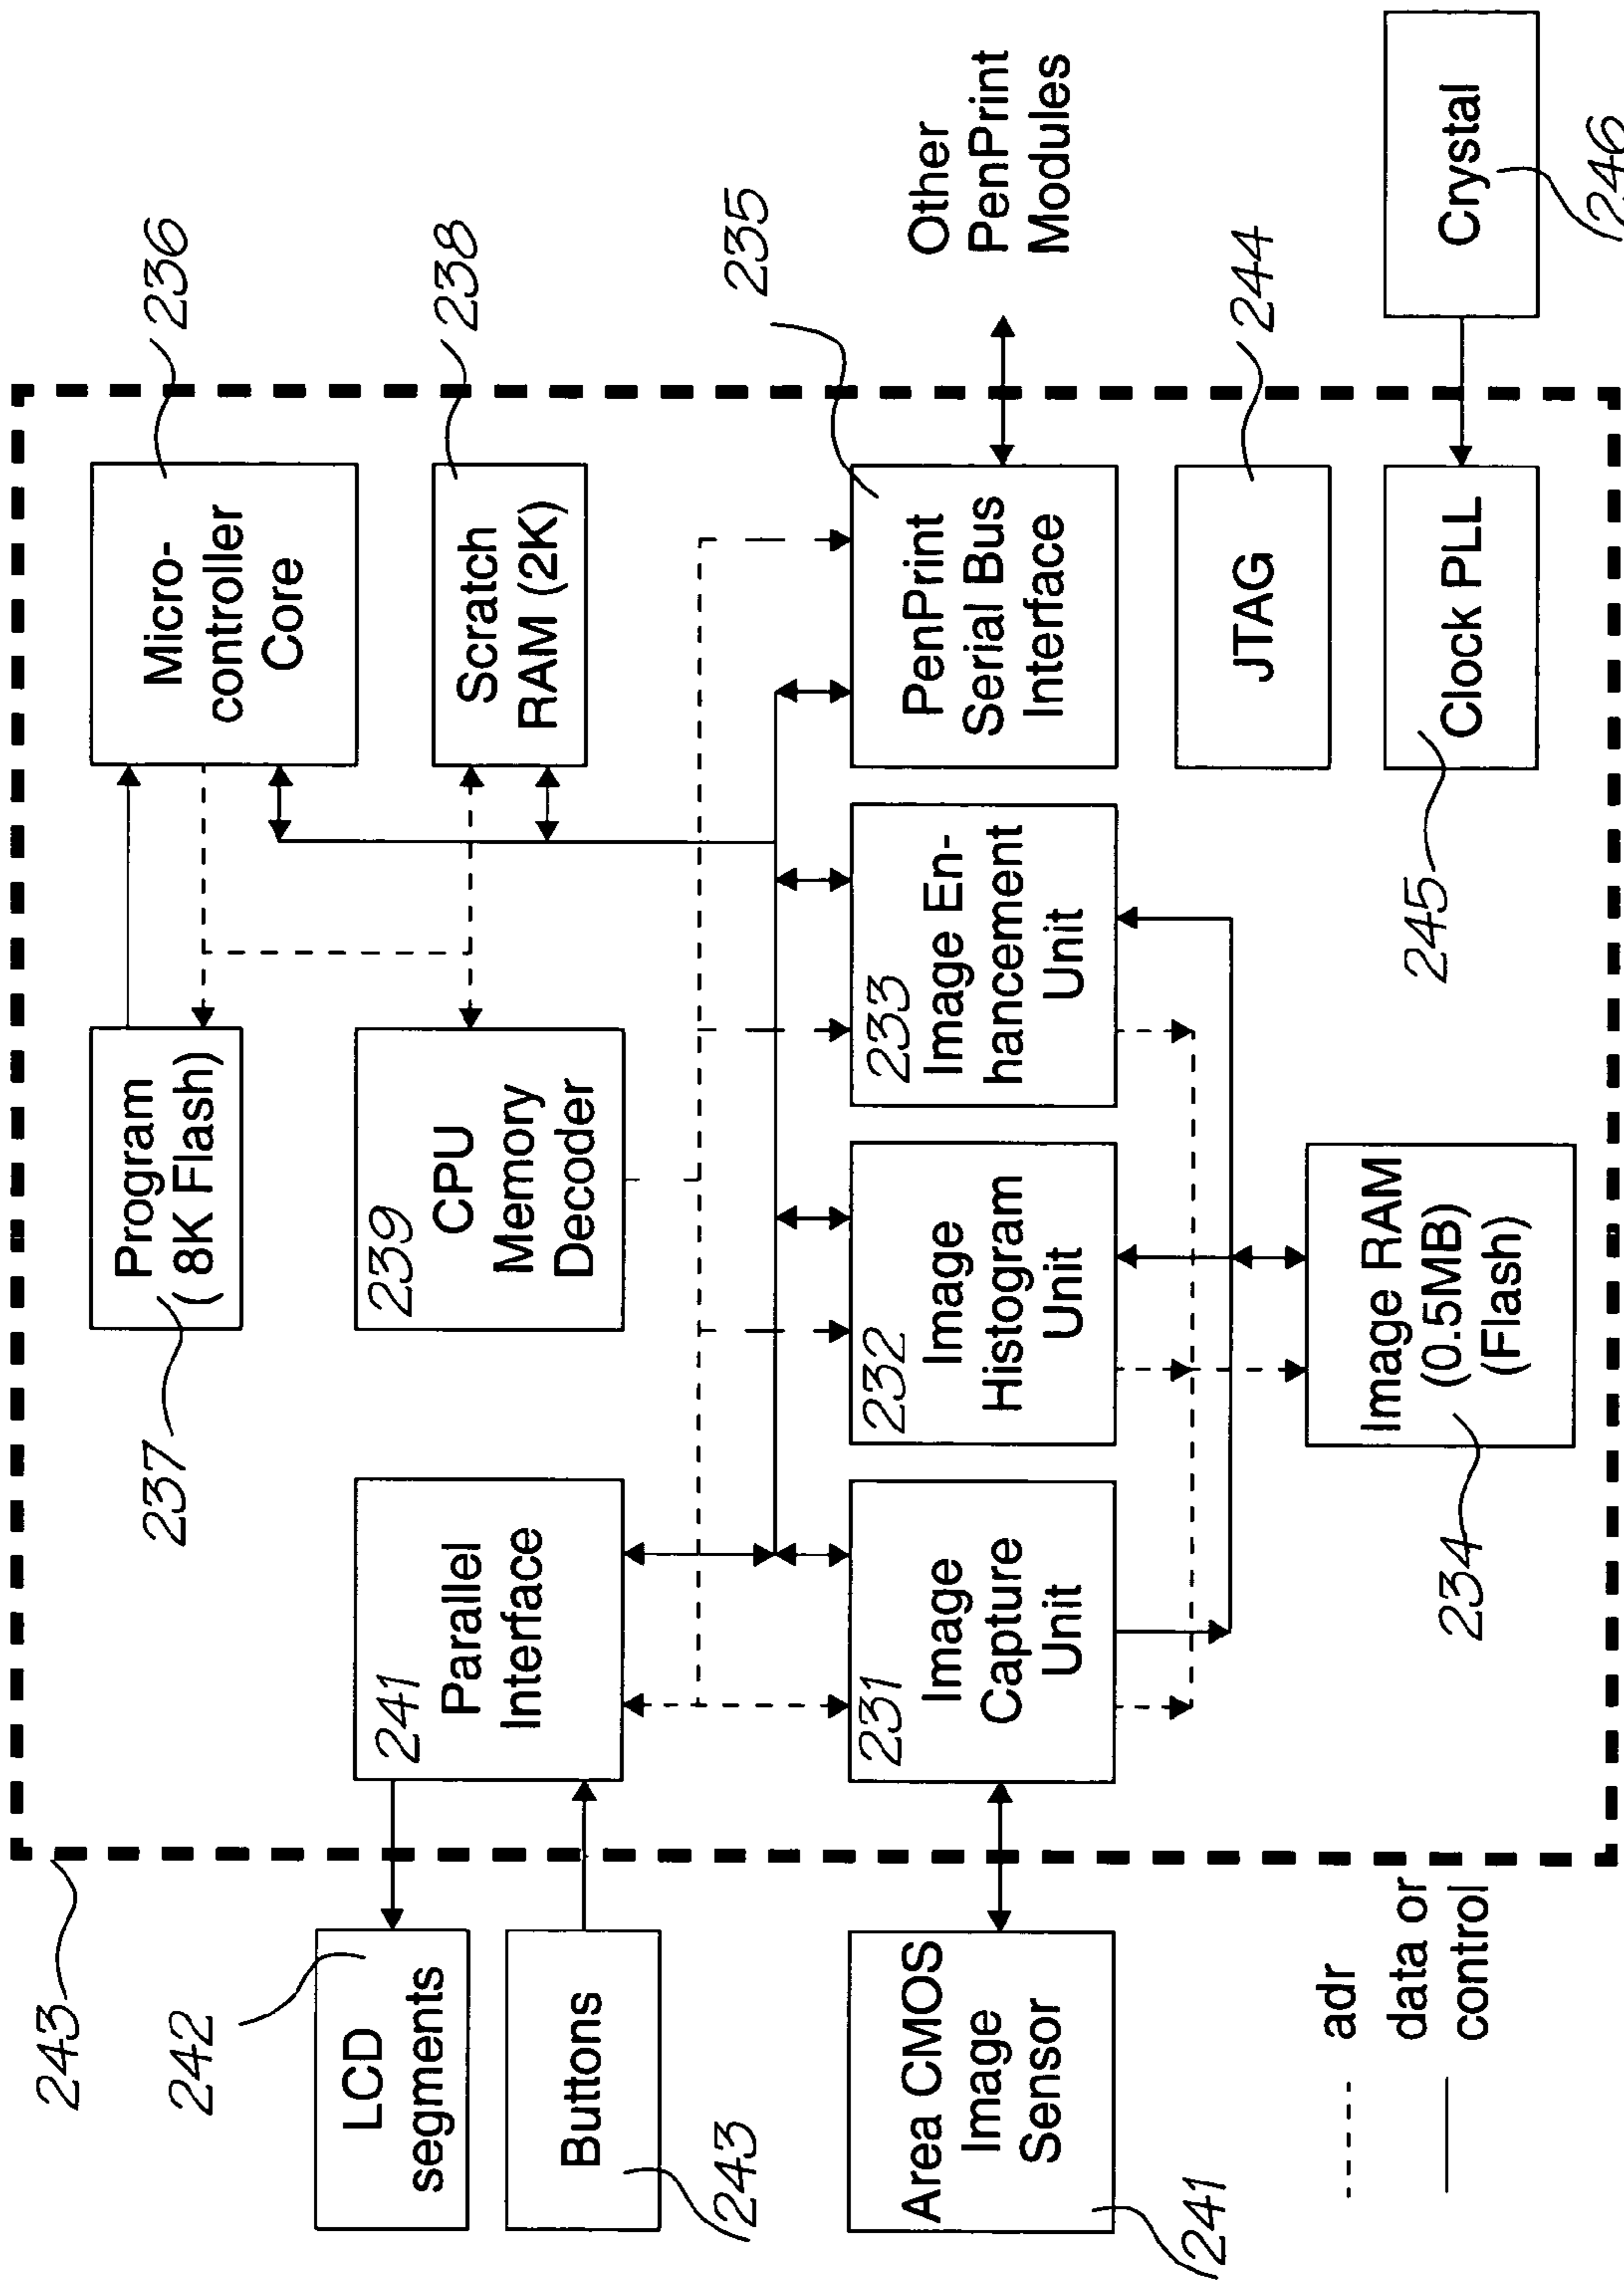 243
242
LCD
segments
Buttons
243
Area CMOS
Image
Sensor
241
adr
data or
control
241
Parallel
Interface
231
Image
Capture
Unit
237
Program
( 8K Flash)
239
CPU
Memory
Decoder
232
Image
Histogram
Unit
233
Image En-
hancement
Unit
234
Image RAM
(0.5MB)
(Flash)
Micro-
controller
Core
236
Scratch
RAM (2K)
238
PenPrint
Serial Bus
Interface
235
Other
PenPrint
Modules
JTAG
244
Clock PLL
245
Crystal
246